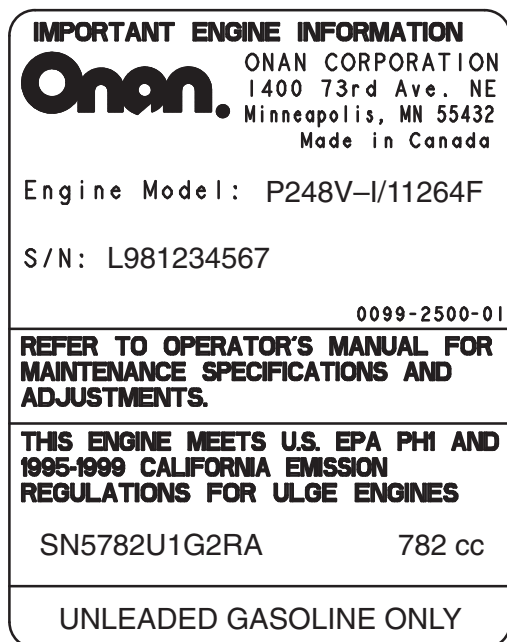 IMPORTANT ENGINE INFORMATION
Onan.
ONAN CORPORATION
1400 73rd Ave. NE
Minneapolis, MN 55432
Made in Canada
Engine Model: P248V–I/11264F
S/N: L981234567
0099-2500-01
REFER TO OPERATOR'S MANUAL FOR
MAINTENANCE SPECIFICATIONS AND
ADJUSTMENTS.
THIS ENGINE MEETS U.S. EPA PH1 AND
1995-1999 CALIFORNIA EMISSION
REGULATIONS FOR ULGE ENGINES
SN5782U1G2RA 782 cc
UNLEADED GASOLINE ONLY